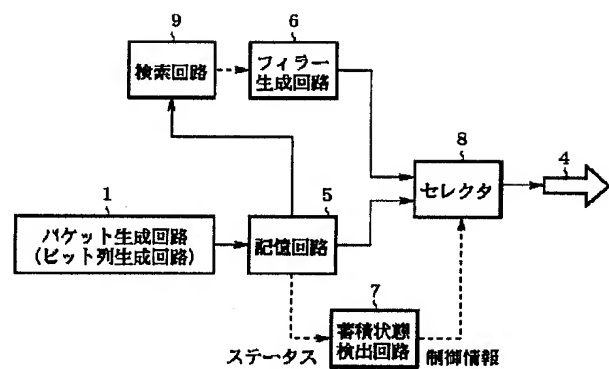 9
検索回路
6
フィラー
生成回路
8
セレクタ
4
1
パケット生成回路
(ビット列生成回路)
5
記憶回路
7
蓄積状態
検出回路
ステータス
制御情報